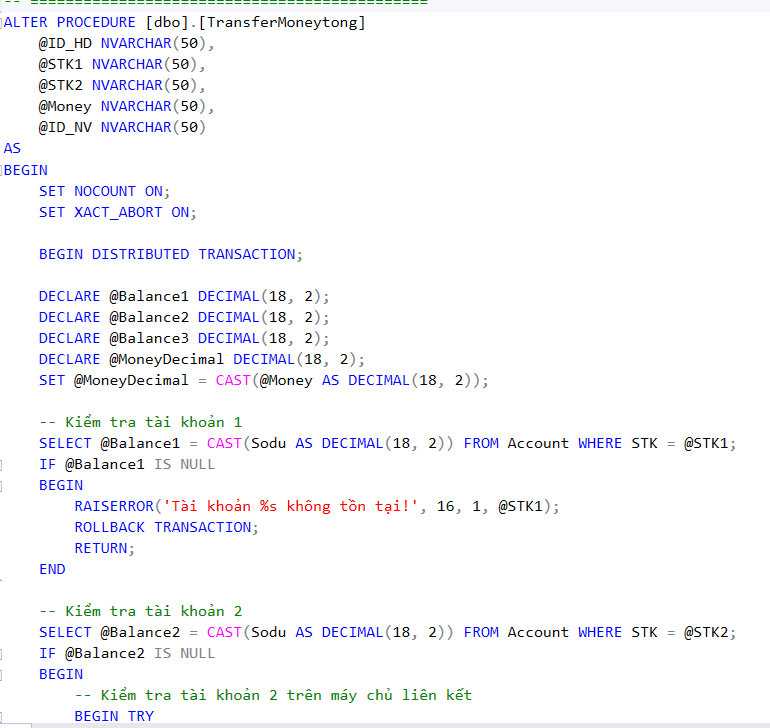 -- =============================================
ALTER PROCEDURE [dbo].[TransferMoneytong]
    @ID_HD NVARCHAR(50),
    @STK1 NVARCHAR(50),
    @STK2 NVARCHAR(50),
    @Money NVARCHAR(50),
    @ID_NV NVARCHAR(50)
AS
BEGIN
    SET NOCOUNT ON;
    SET XACT_ABORT ON;
    BEGIN DISTRIBUTED TRANSACTION;
    DECLARE @Balance1 DECIMAL(18, 2);
    DECLARE @Balance2 DECIMAL(18, 2);
    DECLARE @Balance3 DECIMAL(18, 2);
    DECLARE @MoneyDecimal DECIMAL(18, 2);
    SET @MoneyDecimal = CAST(@Money AS DECIMAL(18, 2));
    -- Kiểm tra tài khoản 1
    SELECT @Balance1 = CAST(Sodu AS DECIMAL(18, 2)) FROM Account WHERE STK = @STK1;
    IF @Balance1 IS NULL
    BEGIN
        RAISERROR('Tài khoản %s không tồn tại!', 16, 1, @STK1);
        ROLLBACK TRANSACTION;
        RETURN;
    END
    -- Kiểm tra tài khoản 2
    SELECT @Balance2 = CAST(Sodu AS DECIMAL(18, 2)) FROM Account WHERE STK = @STK2;
    IF @Balance2 IS NULL
    BEGIN
        -- Kiểm tra tài khoản 2 trên máy chủ liên kết
        BEGIN TRY